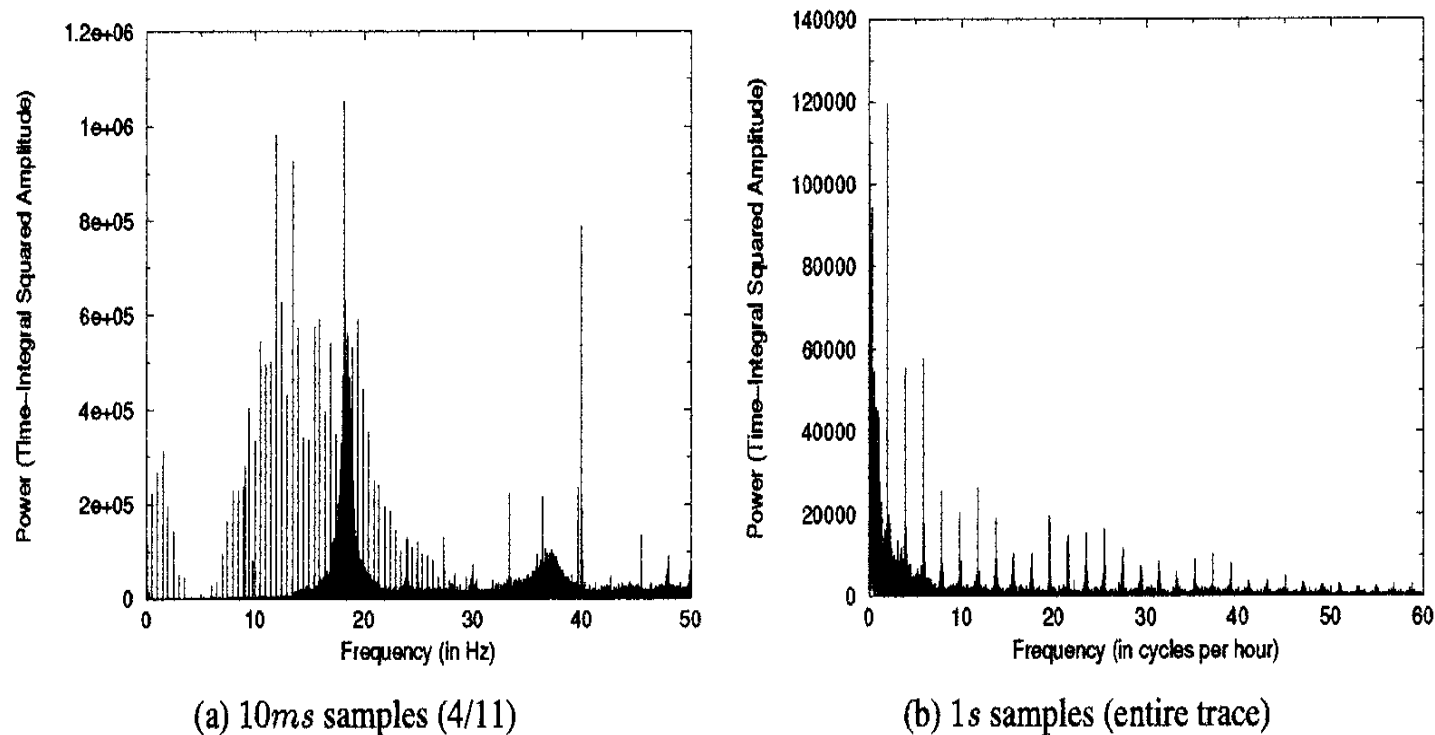 1.2e+06
1e+06
8e+05
6e+05
4e+05
2e+05
0
0 10 20 30 40 50
Frequency (in Hz)
Power (Time-Integral Squared Amplitude)
(a) 10ms samples (4/11)
140000
120000
100000
80000
60000
40000
20000
0
0 10 20 30 40 50 60
Frequency (in cycles per hour)
Power (Time-Integral Squared Amplitude)
(b) 1s samples (entire trace)